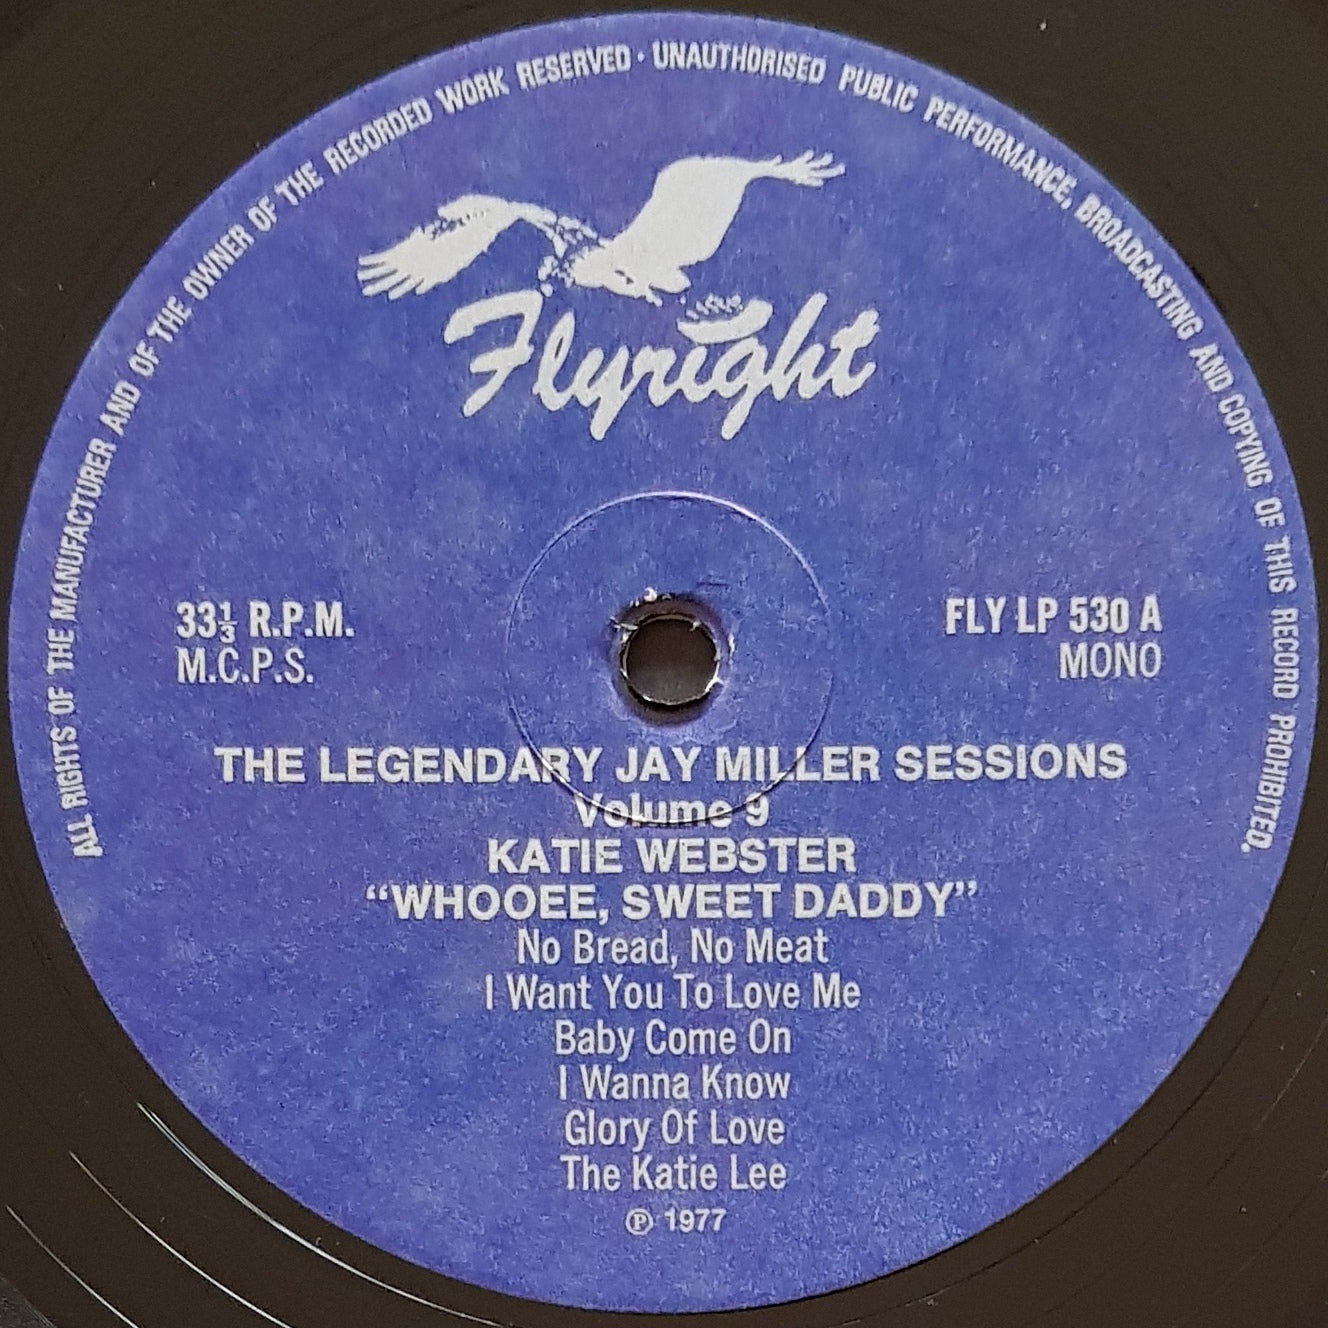 ALL RIGHTS OF THE MANUFACTURER AND OF THE OWNER OF THE RECORDED WORK RESERVED · UNAUTHORISED PUBLIC PERFORMANCE, BROADCASTING AND COPYING OF THIS RECORD PROHIBITED.
Flyright
33⅓ R.P.M.
M.C.P.S.
FLY LP 530 A
MONO
THE LEGENDARY JAY MILLER SESSIONS
Volume 9
KATIE WEBSTER
“WHOOEE, SWEET DADDY”
No Bread, No Meat
I Want You To Love Me
Baby Come On
I Wanna Know
Glory Of Love
The Katie Lee
℗ 1977